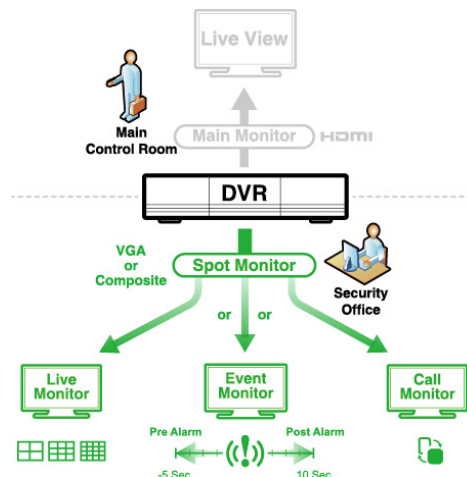 Live View
Main
Control Room
Main Monitor
HDMI
DVR
VGA
or
Composite
Spot Monitor
Security
Office
or
or
Live
Monitor
Event
Monitor
Call
Monitor
Pre Alarm
Post Alarm
-5 Sec
10 Sec